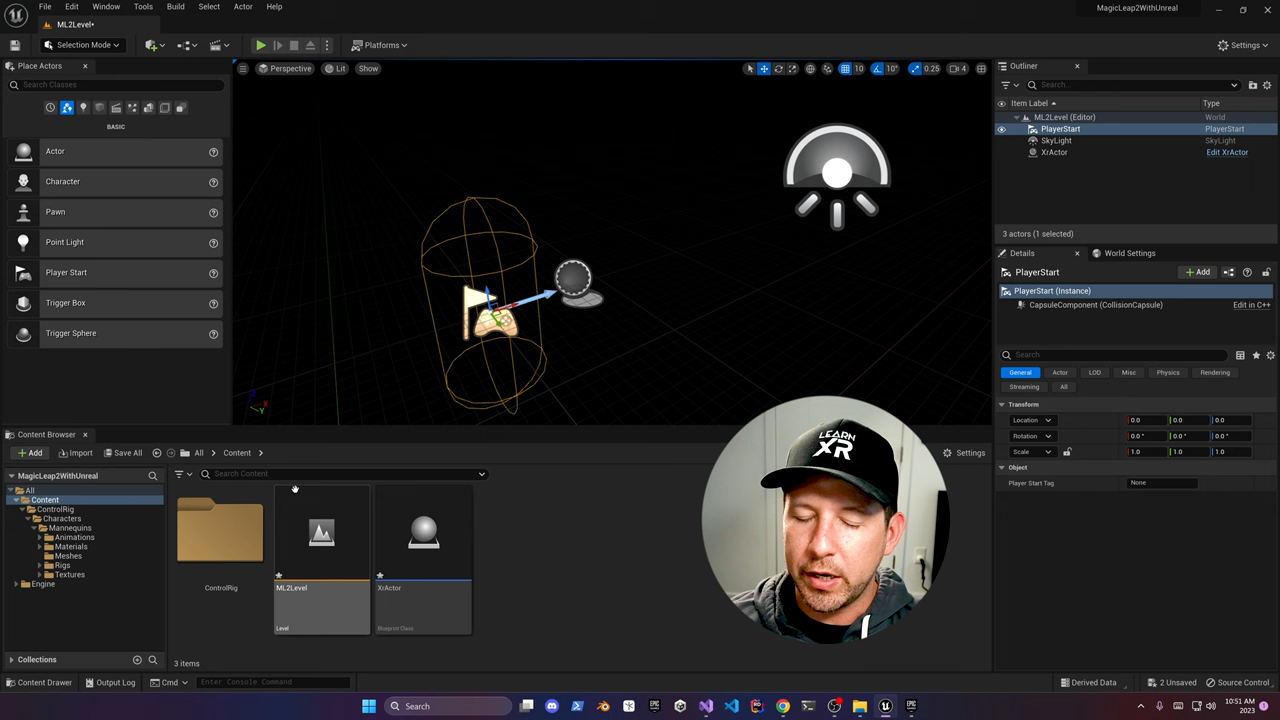 File Edit Window Tools Build Select Actor Help
MagicLeap2WithUnreal
ML2Level•
Selection Mode
Platforms
Settings
Place Actors
Search Classes
BASIC
Actor
Character
Pawn
Point Light
Player Start
Trigger Box
Trigger Sphere
Perspective Lit Show
10 10° 0.25 4
Outliner
Search...
Item Label Type
ML2Level (Editor) World
PlayerStart PlayerStart
SkyLight SkyLight
XrActor Edit XrActor
3 actors (1 selected)
Details World Settings
PlayerStart Add
PlayerStart (Instance)
CapsuleComponent (CollisionCapsule) Edit in C++
Search
General Actor LOD Misc Physics Rendering
Streaming All
Transform
Location 0.0 0.0 0.0
Rotation 0.0 ° 0.0 ° 0.0 °
Scale 1.0 1.0 1.0
Object
Player Start Tag None
Content Browser
Add Import Save All All Content Settings
MagicLeap2WithUnreal
Search Content
All
Content
ControlRig
Characters
Mannequins
Animations
Materials
Meshes
Rigs
Textures
Engine
ControlRig
ML2Level
Level
XrActor
Blueprint Class
LEARN
XR
Collections
3 items
Content Drawer Output Log Cmd Enter Console Command
Derived Data 2 Unsaved Source Control
Search
10:51 AM
2023